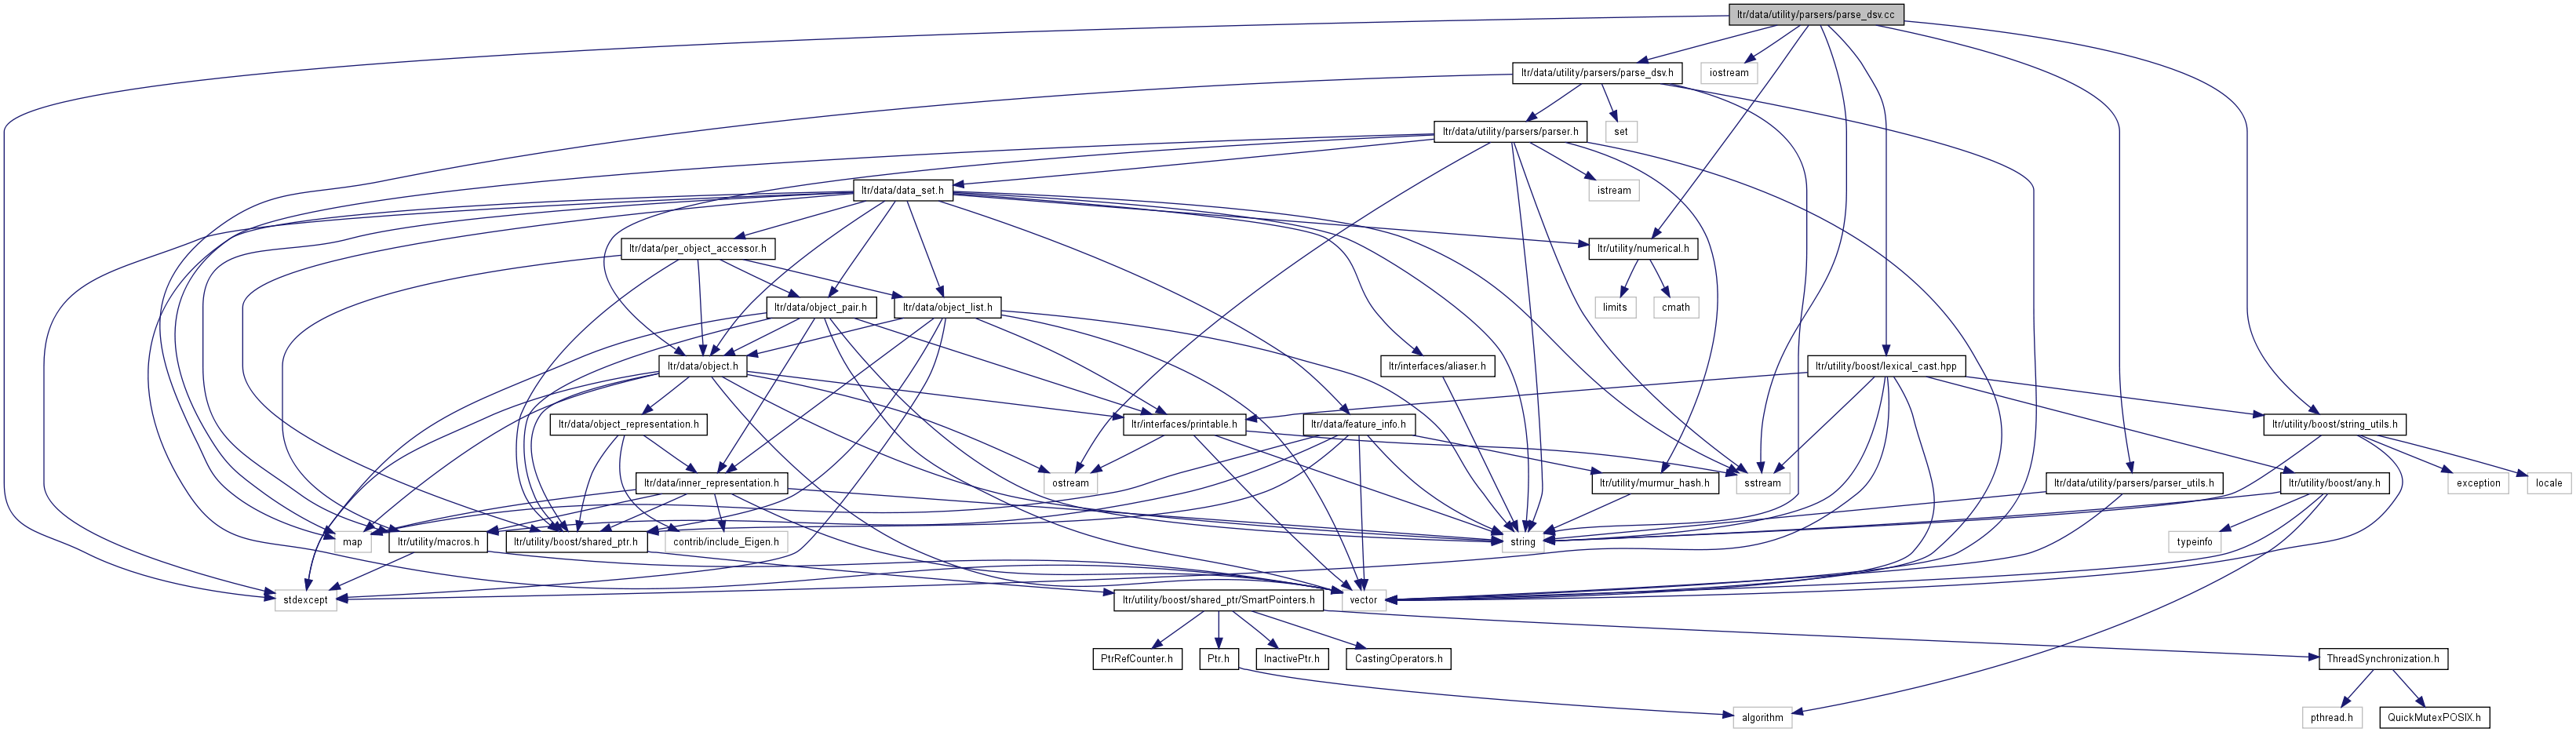 ltr/data/utility/parsers/parse_dsv.cc
ltr/data/utility/parsers/parse_dsv.h
iostream
ltr/data/utility/parsers/parser.h
set
ltr/data/data_set.h
istream
ltr/data/per_object_accessor.h
ltr/utility/numerical.h
ltr/data/object_pair.h
ltr/data/object_list.h
limits
cmath
ltr/data/object.h
ltr/interfaces/aliaser.h
ltr/utility/boost/lexical_cast.hpp
ltr/data/object_representation.h
ltr/interfaces/printable.h
ltr/data/feature_info.h
ltr/utility/boost/string_utils.h
ltr/data/inner_representation.h
ostream
ltr/utility/murmur_hash.h
sstream
ltr/data/utility/parsers/parser_utils.h
ltr/utility/boost/any.h
exception
locale
map
ltr/utility/macros.h
ltr/utility/boost/shared_ptr.h
contrib/include_Eigen.h
string
typeinfo
stdexcept
ltr/utility/boost/shared_ptr/SmartPointers.h
vector
PtrRefCounter.h
Ptr.h
InactivePtr.h
CastingOperators.h
ThreadSynchronization.h
algorithm
pthread.h
QuickMutexPOSIX.h